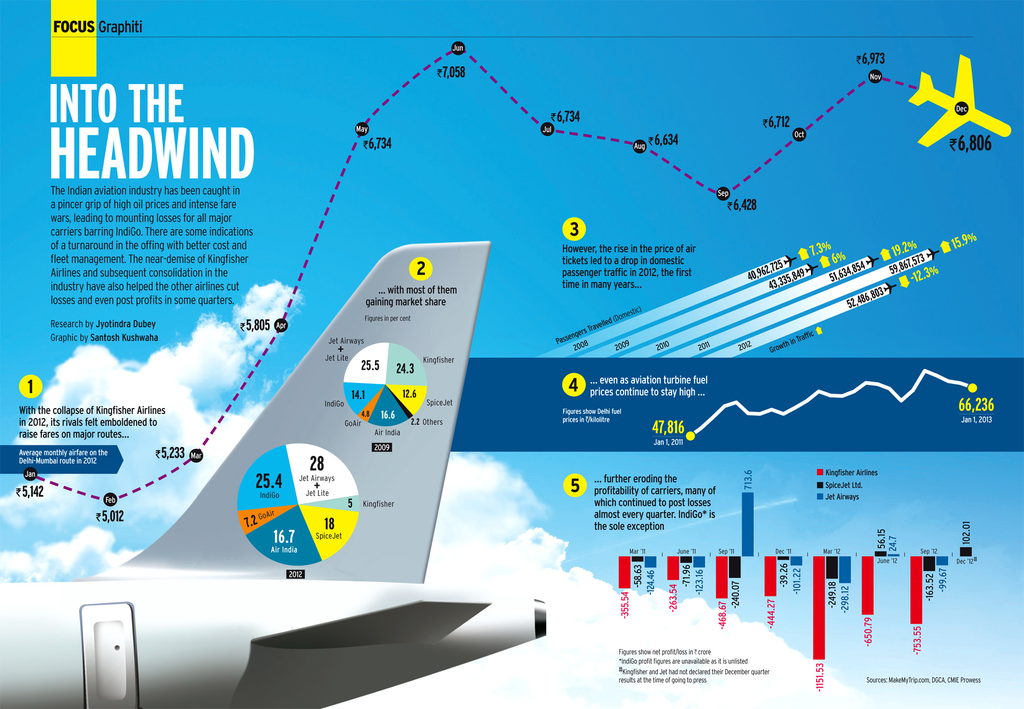 FOCUS Graphiti
INTO THE
HEADWIND
The Indian aviation industry has been caught in
a pincer grip of high oil prices and intense fare
wars, leading to mounting losses for all major
carriers barring IndiGo. There are some indications
of a turnaround in the offing with better cost and
fleet management. The near-demise of Kingfisher
Airlines and subsequent consolidation in the
industry have also helped the other airlines cut
losses and even post profits in some quarters.
Research by Jyotindra Dubey
Graphic by Santosh Kushwaha
1
With the collapse of Kingfisher Airlines
in 2012, its rivals felt emboldened to
raise fares on major routes...
Average monthly airfare on the
Delhi-Mumbai route in 2012
Jan
₹5,142
Feb
₹5,012
Mar
₹5,233
Apr
₹5,805
May
₹6,734
Jun
₹7,058
Jul
₹6,734
Aug
₹6,634
Sep
₹6,428
Oct
₹6,712
Nov
₹6,973
Dec
₹6,806
2
... with most of them
gaining market share
Figures in per cent
Jet Airways
+
Jet Lite
25.5
24.3
Kingfisher
12.6
SpiceJet
2.2 Others
16.6
Air India
4.8
GoAir
14.1
IndiGo
2009
28
Jet Airways
+
Jet Lite
5
Kingfisher
18
SpiceJet
16.7
Air India
7.2 GoAir
25.4
IndiGo
2012
3
However, the rise in the price of air
tickets led to a drop in domestic
passenger traffic in 2012, the first
time in many years...
Passengers Travelled (Domestic)
2008
2009
2010
2011
2012
Growth in Traffic
40,962,725
7.3%
43,335,849
6%
51,634,854
19.2%
59,867,573
15.9%
52,486,803
-12.3%
4
... even as aviation turbine fuel
prices continue to stay high ...
Figures show Delhi fuel
prices in ₹/kilolitre
47,816
Jan 1, 2011
66,236
Jan 1, 2013
5
... further eroding the
profitability of carriers, many of
which continued to post losses
almost every quarter. IndiGo* is
the sole exception
Kingfisher Airlines
SpiceJet Ltd.
Jet Airways
Mar '11
-355.54
-58.63
-124.46
June '11
-263.54
-71.96
-123.16
Sep '11
-468.67
-240.07
713.6
Dec '11
-444.27
-39.26
-101.22
Mar '12
-1151.53
-249.18
-298.12
June '12
-650.79
56.15
24.7
Sep '12
-753.55
-163.52
-99.67
Dec '12#
102.01
Figures show net profit/loss in ₹ crore
*IndiGo profit figures are unavailable as it is unlisted
#Kingfisher and Jet had not declared their December quarter
results at the time of going to press
Sources: MakeMyTrip.com, DGCA, CMIE Prowess